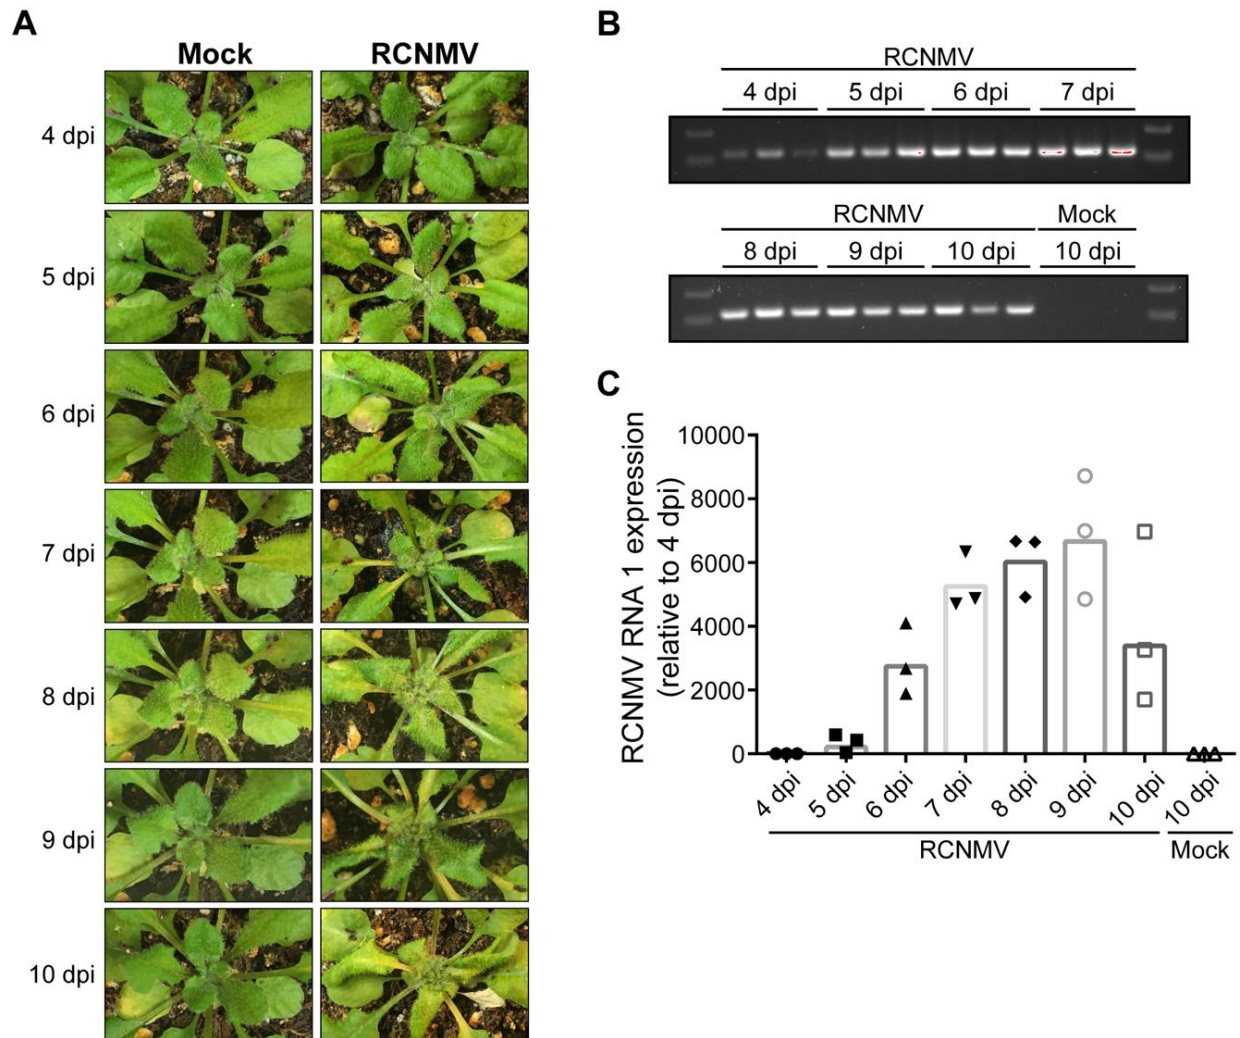 A
Mock RCNMV
4 dpi
5 dpi
6 dpi
7 dpi
8 dpi
9 dpi
10 dpi
B
RCNMV
4 dpi 5 dpi 6 dpi 7 dpi
RCNMV Mock
8 dpi 9 dpi 10 dpi 10 dpi
C
RCNMV RNA 1 expression
(relative to 4 dpi)
10000
8000
6000
4000
2000
0
4 dpi 5 dpi 6 dpi 7 dpi 8 dpi 9 dpi 10 dpi 10 dpi
RCNMV Mock